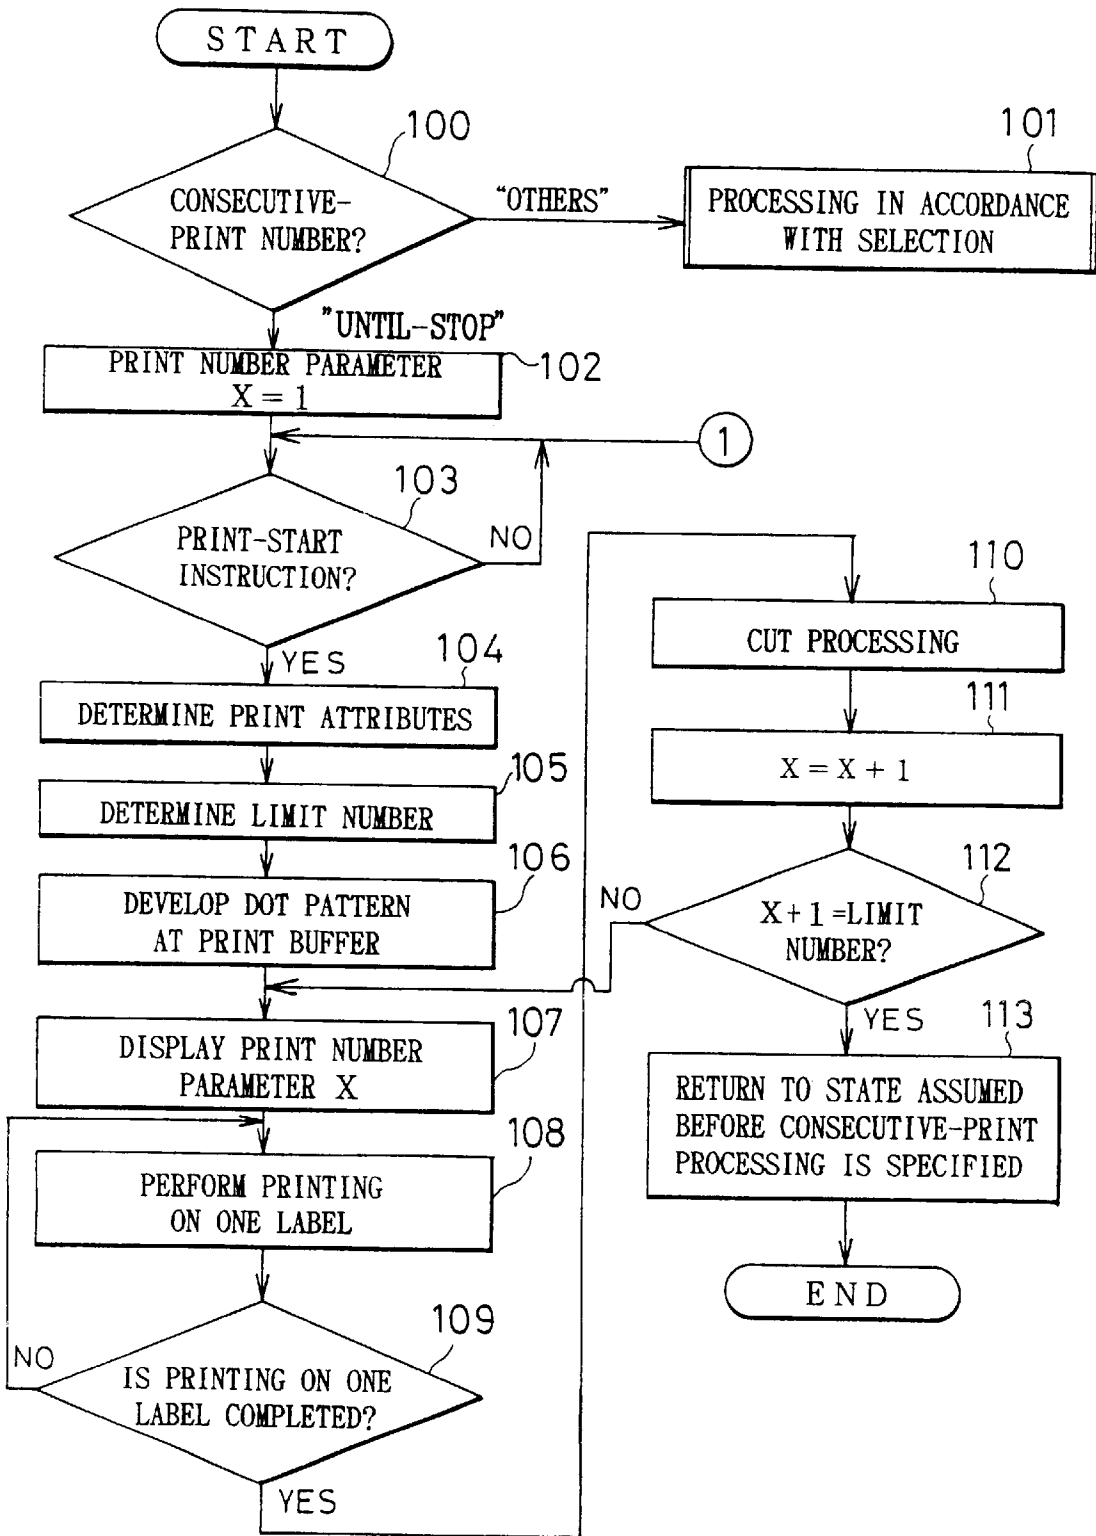 START
100
CONSECUTIVE-
PRINT NUMBER?
"OTHERS"
101
PROCESSING IN ACCORDANCE
WITH SELECTION
"UNTIL-STOP"
102
PRINT NUMBER PARAMETER
X = 1
1
103
PRINT-START
INSTRUCTION?
NO
YES
104
DETERMINE PRINT ATTRIBUTES
105
DETERMINE LIMIT NUMBER
106
DEVELOP DOT PATTERN
AT PRINT BUFFER
107
DISPLAY PRINT NUMBER
PARAMETER X
108
PERFORM PRINTING
ON ONE LABEL
109
IS PRINTING ON ONE
LABEL COMPLETED?
NO
YES
110
CUT PROCESSING
111
X = X + 1
112
X + 1 =LIMIT
NUMBER?
NO
YES
113
RETURN TO STATE ASSUMED
BEFORE CONSECUTIVE-PRINT
PROCESSING IS SPECIFIED
END